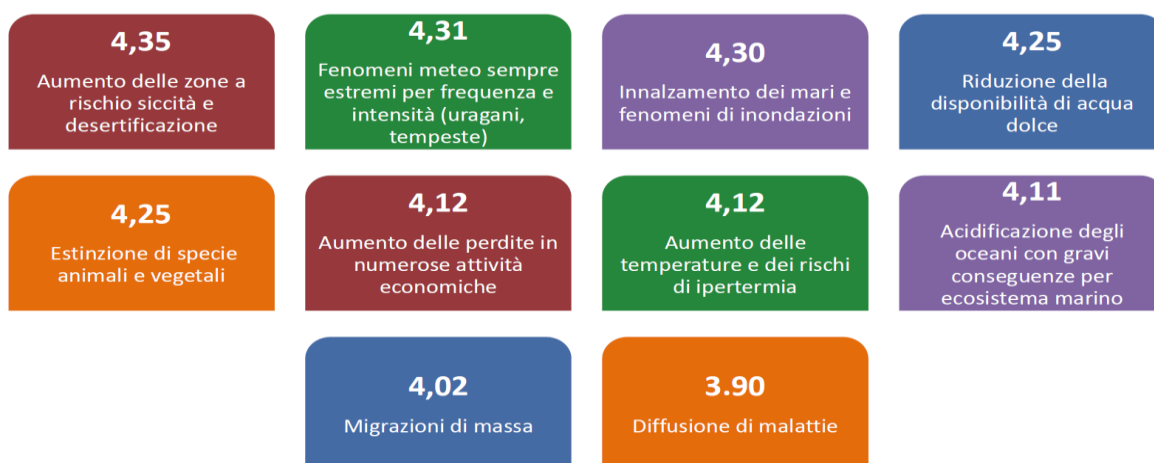 4,35
Aumento delle zone a
rischio siccità e
desertificazione
4,31
Fenomeni meteo sempre
estremi per frequenza e
intensità (uragani,
tempeste)
4,30
Innalzamento dei mari e
fenomeni di inondazioni
4,25
Riduzione della
disponibilità di acqua
dolce
4,25
Estinzione di specie
animali e vegetali
4,12
Aumento delle perdite in
numerose attività
economiche
4,12
Aumento delle
temperature e dei rischi
di ipertermia
4,11
Acidificazione degli
oceani con gravi
conseguenze per
ecosistema marino
4,02
Migrazioni di massa
3.90
Diffusione di malattie